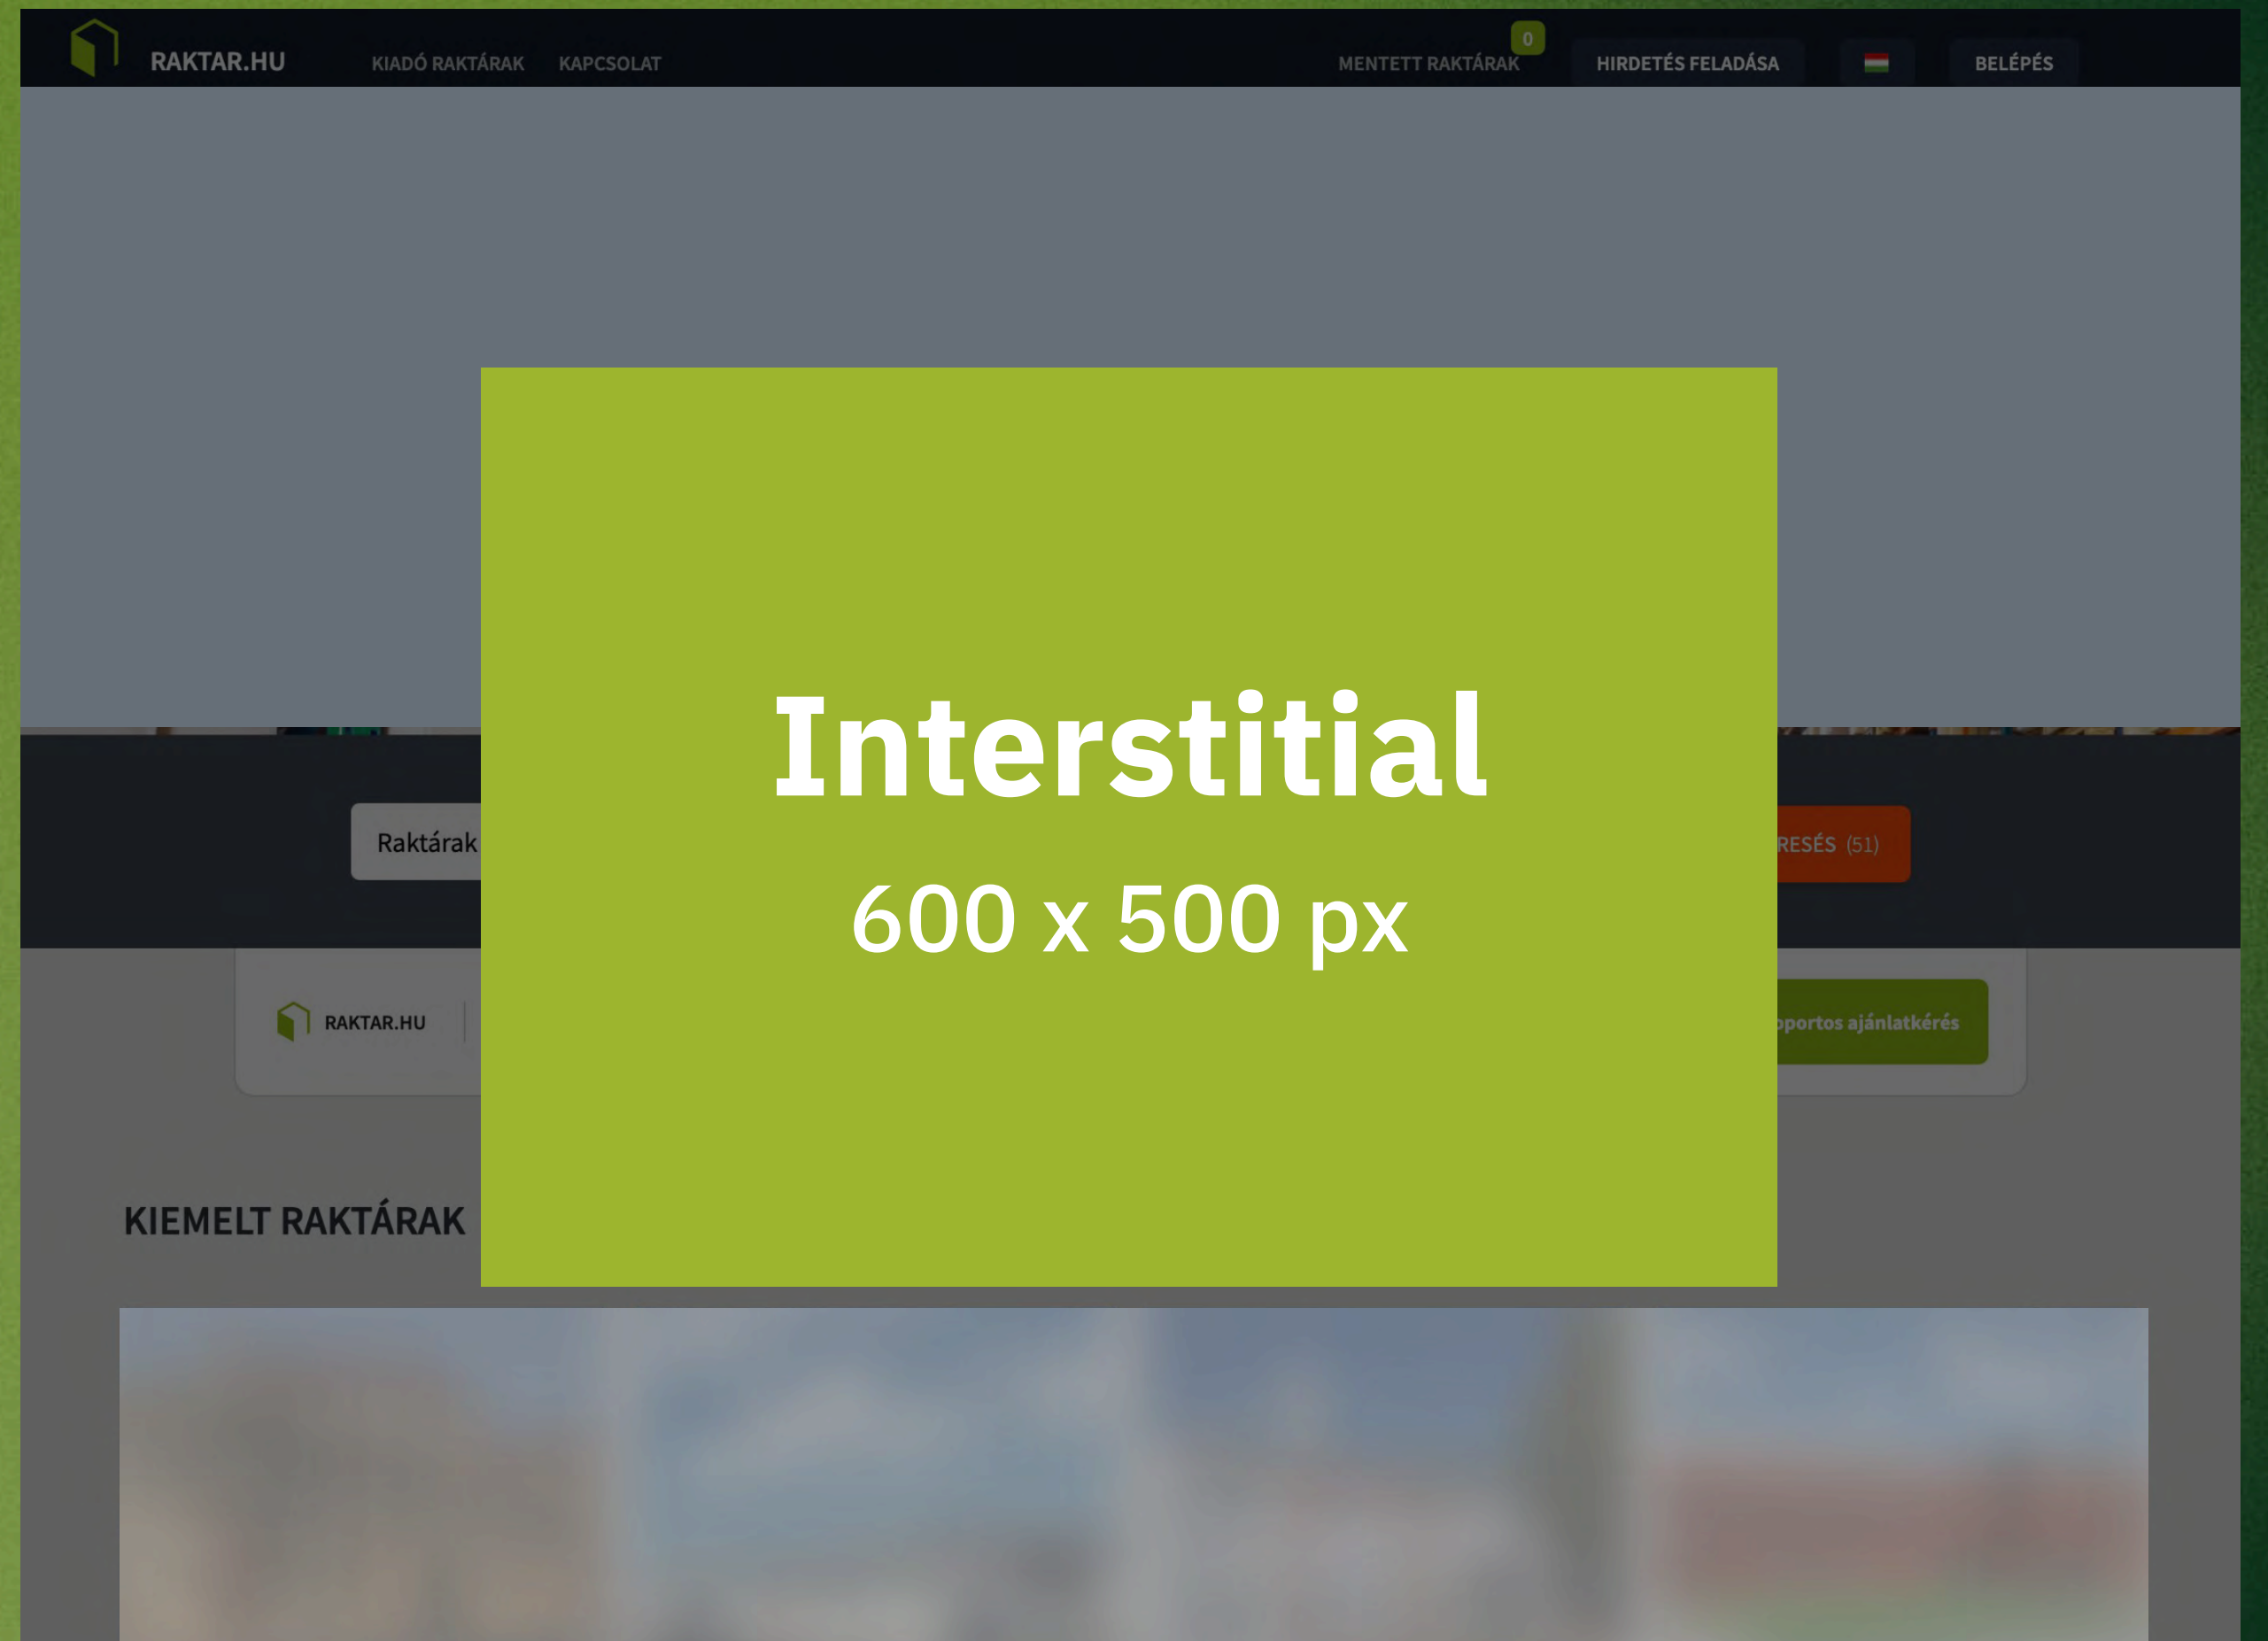 RAKTAR.HU KIADÓ RAKTÁRAK KAPCSOLAT MENTETT RAKTÁRAK 0 HIRDETÉS FELADÁSA BELÉPÉS
Interstitial
Raktárak RESÉS (51)
600 x 500 px
RAKTAR.HU portos ajánlatkérés
KIEMELT RAKTÁRAK